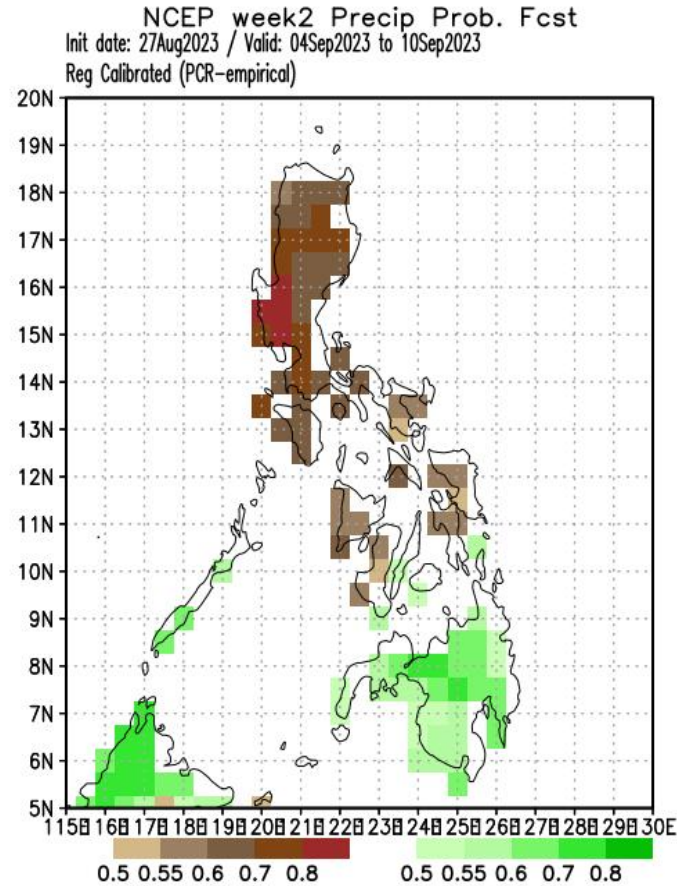 NCEP week2 Precip Prob. Fcst
Init date: 27Aug2023 / Valid: 04Sep2023 to 10Sep2023
Reg Calibrated (PCR-empirical)
20N
19N
18N
17N
16N
15N
14N
13N
12N
11N
10N
9N
8N
7N
6N
5N
115E 116E 117E 118E 119E 120E 121E 122E 123E 124E 125E 126E 127E 128E 129E 130E
0.5 0.55 0.6 0.7 0.8 0.5 0.55 0.6 0.7 0.8